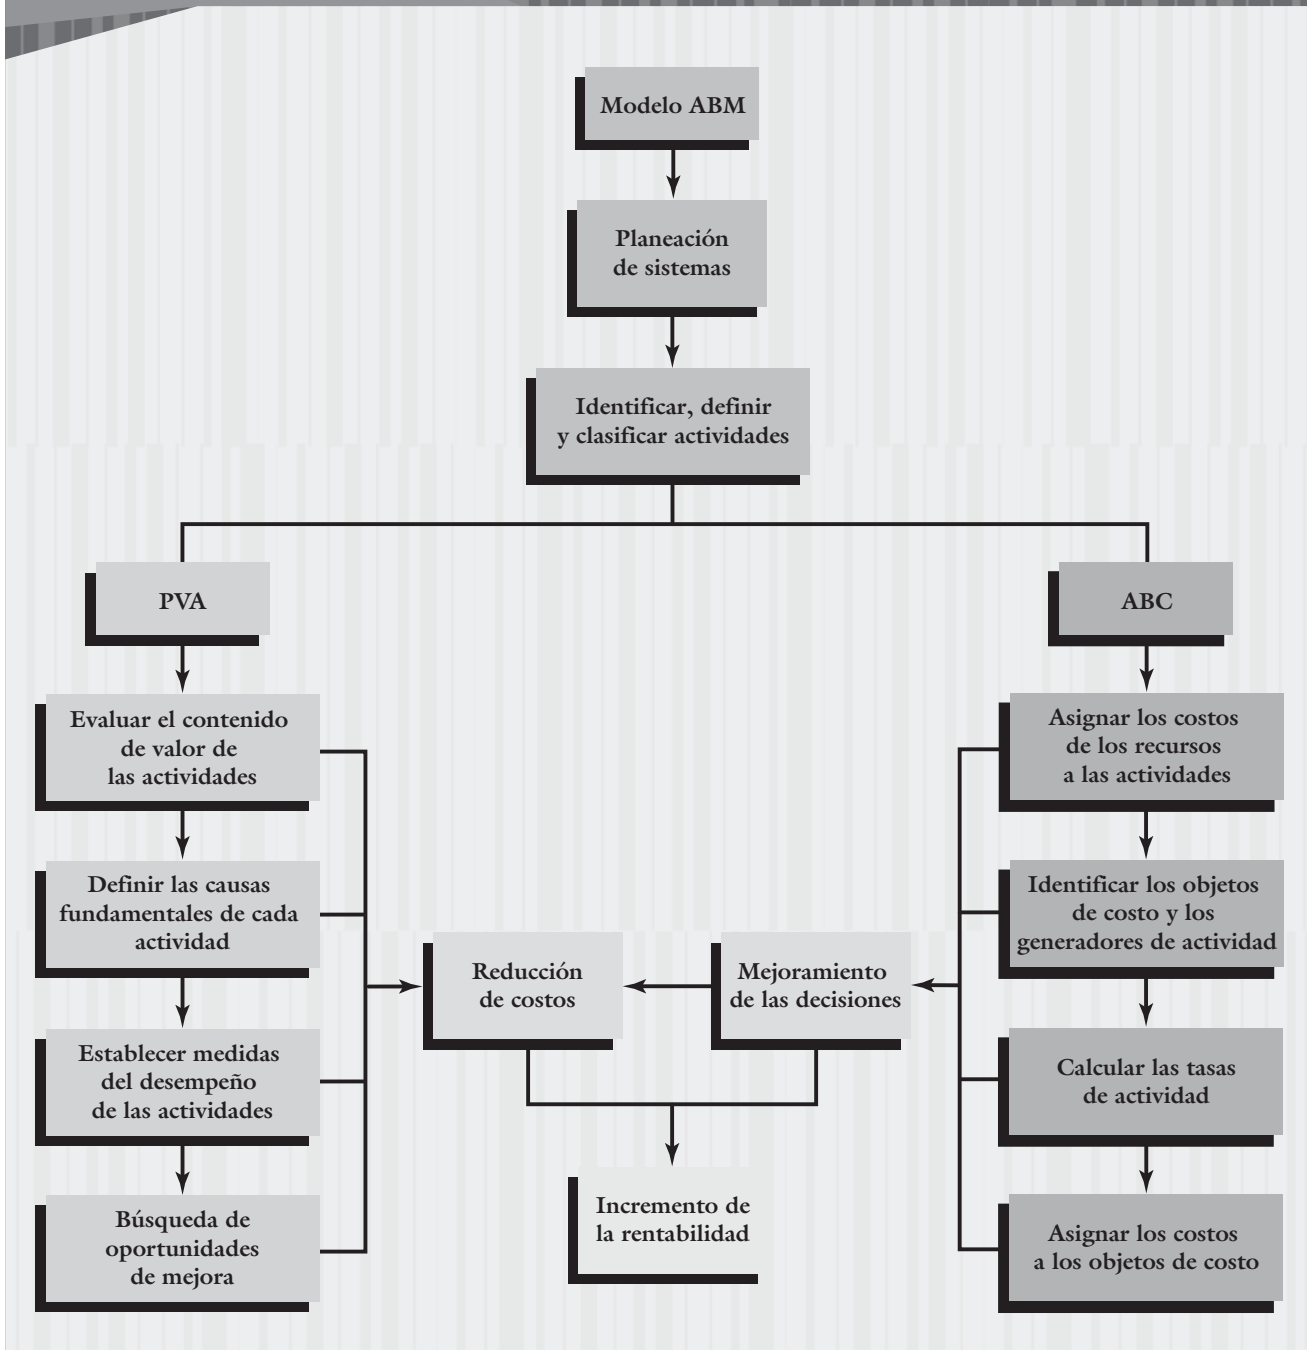 Modelo ABM
Planeación
de sistemas
Identificar, definir
y clasificar actividades
PVA
Evaluar el contenido
de valor de
las actividades
Definir las causas
fundamentales de cada
actividad
Establecer medidas
del desempeño
de las actividades
Búsqueda de
oportunidades
de mejora
Reducción
de costos
Mejoramiento
de las decisiones
Incremento de
la rentabilidad
ABC
Asignar los costos
de los recursos
a las actividades
Identificar los objetos
de costo y los
generadores de actividad
Calcular las tasas
de actividad
Asignar los costos
a los objetos de costo